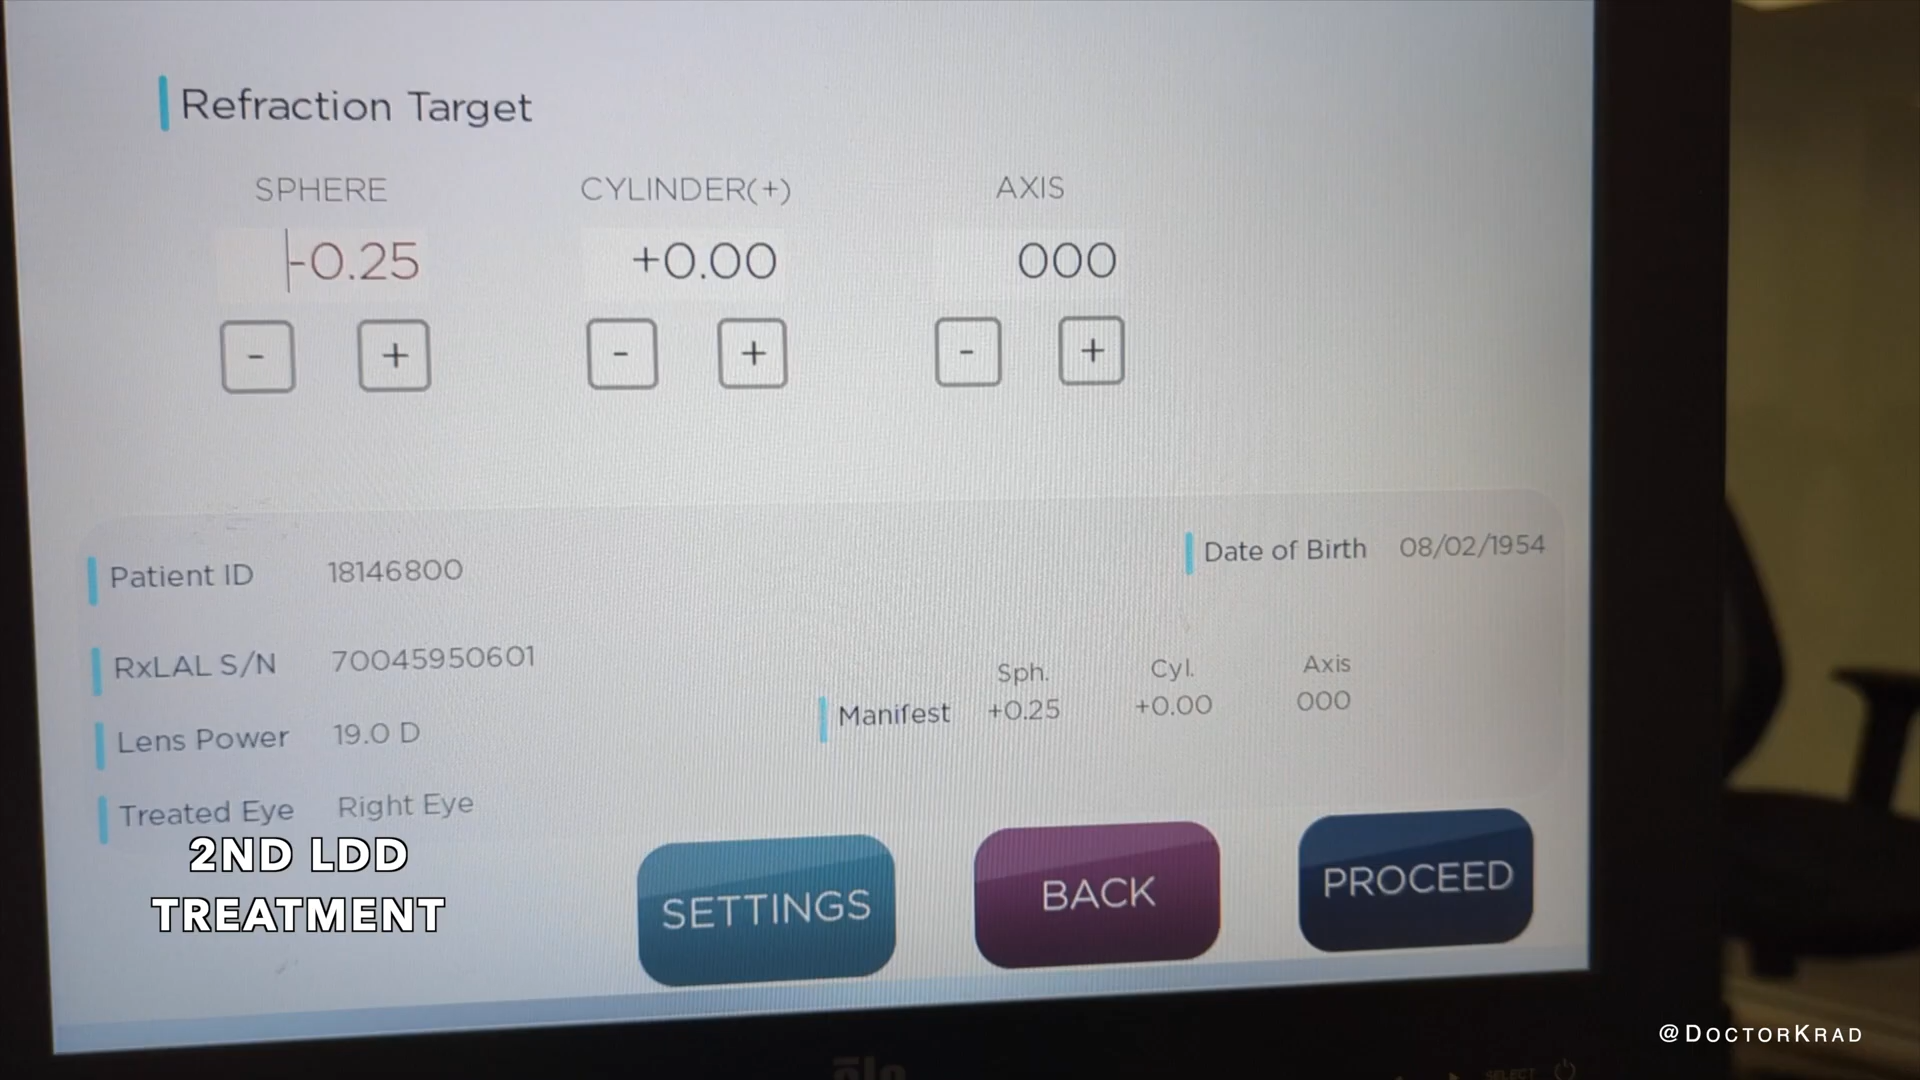 Refraction Target
SPHERE CYLINDER(+) AXIS
-0.25 +0.00 000
- + - + - +
Patient ID 18146800 Date of Birth 08/02/1954
RxLAL S/N 70045950601
Sph. Cyl. Axis
Manifest +0.25 +0.00 000
Lens Power 19.0 D
Treated Eye Right Eye
2ND LDD
TREATMENT
SETTINGS BACK PROCEED
@DOCTORKRAD
elo
SELECT